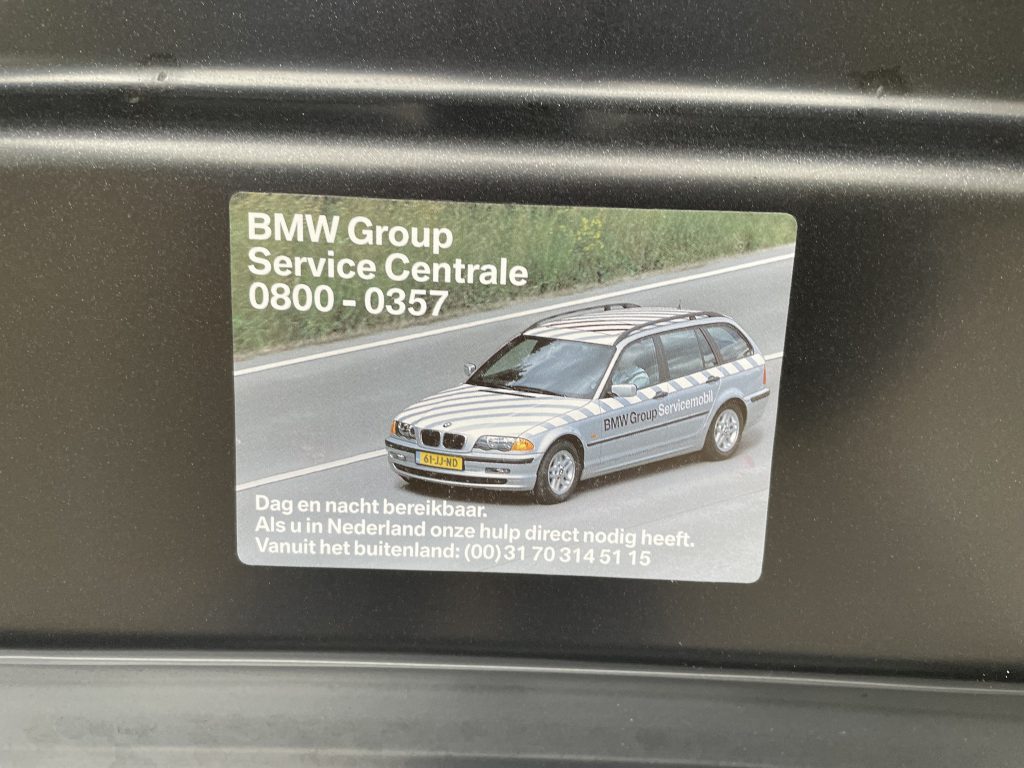 BMW Group
Service Centrale
0800 - 0357
BMW Group Servicemobil
61-JJ-ND
Dag en nacht bereikbaar.
Als u in Nederland onze hulp direct nodig heeft.
Vanuit het buitenland: (00) 31 70 314 51 15